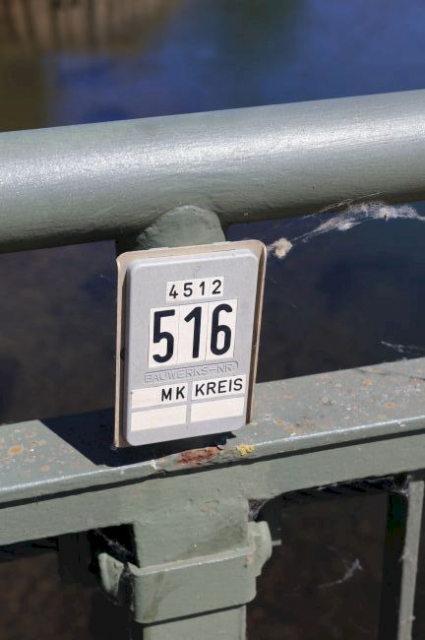 4512
516
BAUWERKS-NR
MK KREIS